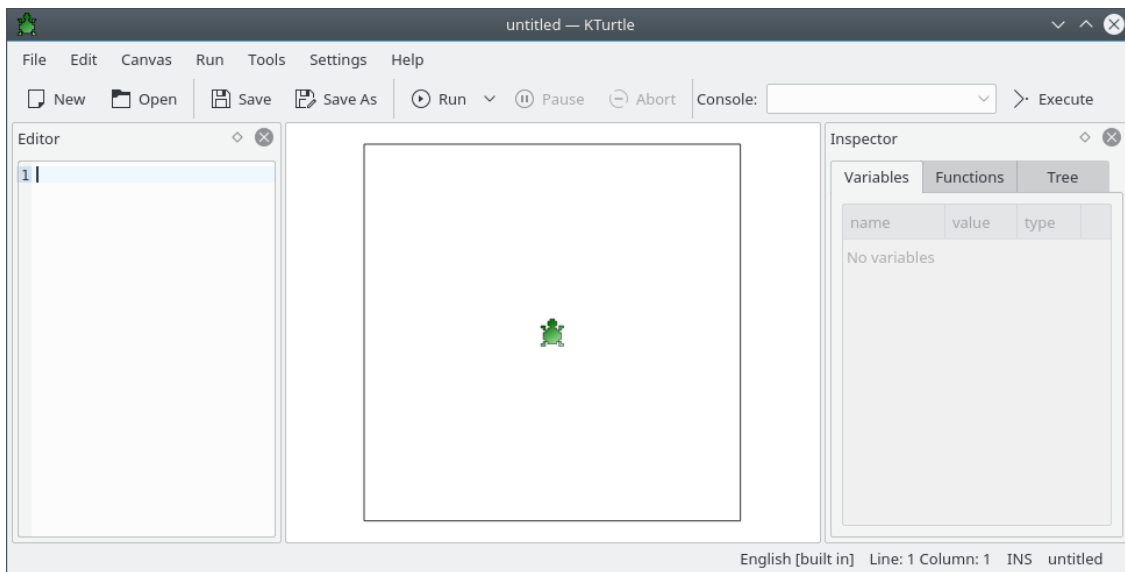 untitled — KTurtle
File Edit Canvas Run Tools Settings Help
New Open Save Save As Run Pause Abort Console: Execute
Editor
1
Inspector
Variables Functions Tree
name value type
No variables
English [built in] Line: 1 Column: 1 INS untitled